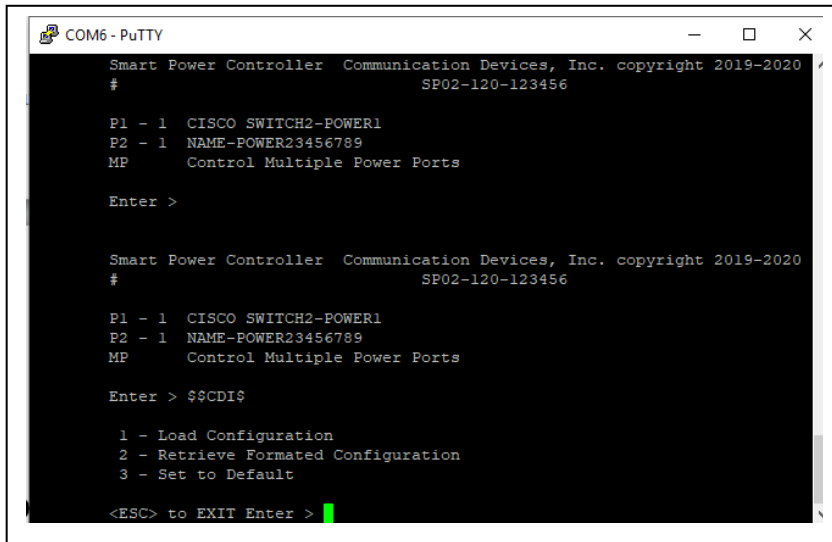 COM6 - PuTTY
Smart Power Controller  Communication Devices, Inc. copyright 2019-2020
#                                SP02-120-123456
P1 - 1  CISCO SWITCH2-POWER1
P2 - 1  NAME-POWER23456789
MP      Control Multiple Power Ports
Enter >
Smart Power Controller  Communication Devices, Inc. copyright 2019-2020
#                                SP02-120-123456
P1 - 1  CISCO SWITCH2-POWER1
P2 - 1  NAME-POWER23456789
MP      Control Multiple Power Ports
Enter > $$CDI$
1 - Load Configuration
2 - Retrieve Formated Configuration
3 - Set to Default
<ESC> to EXIT Enter >